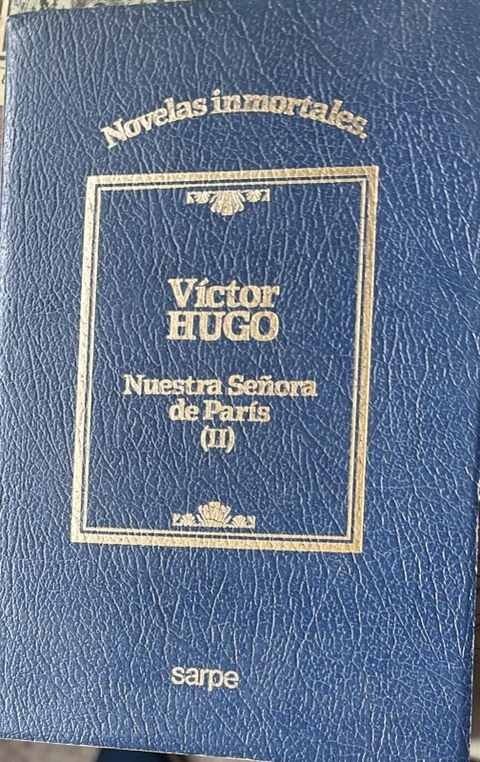 Novelas inmortales.
Víctor
HUGO
Nuestra Señora
de París
(II)
sarpe